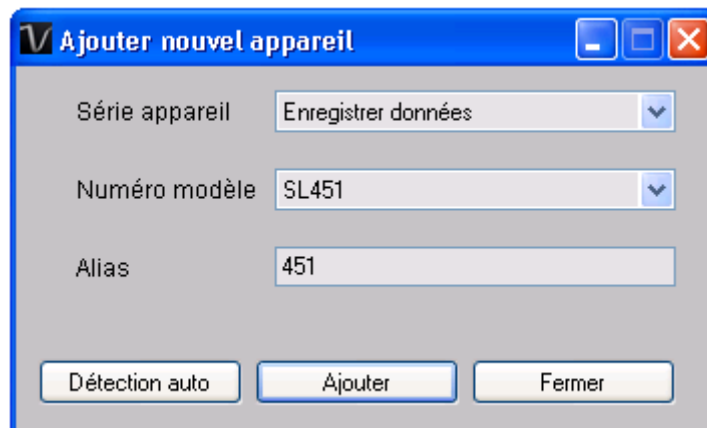 Ajouter nouvel appareil
Série appareil Enregistrer données
Numéro modèle SL451
Alias 451
Détection auto Ajouter Fermer